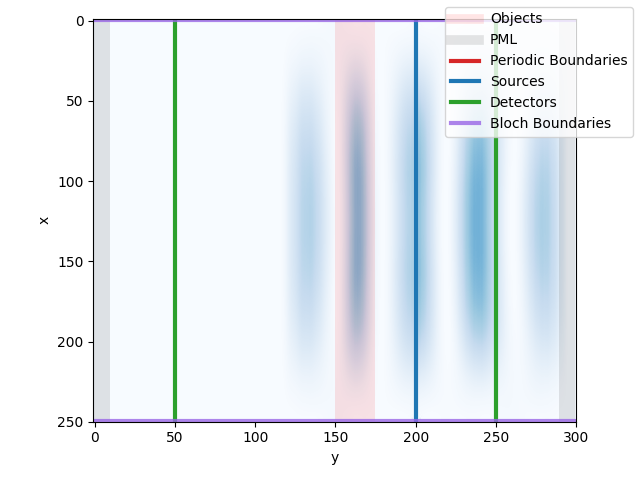 Objects
PML
Periodic Boundaries
Sources
Detectors
Bloch Boundaries
0
50
100
150
200
250
x
0 50 100 150 200 250 300
y